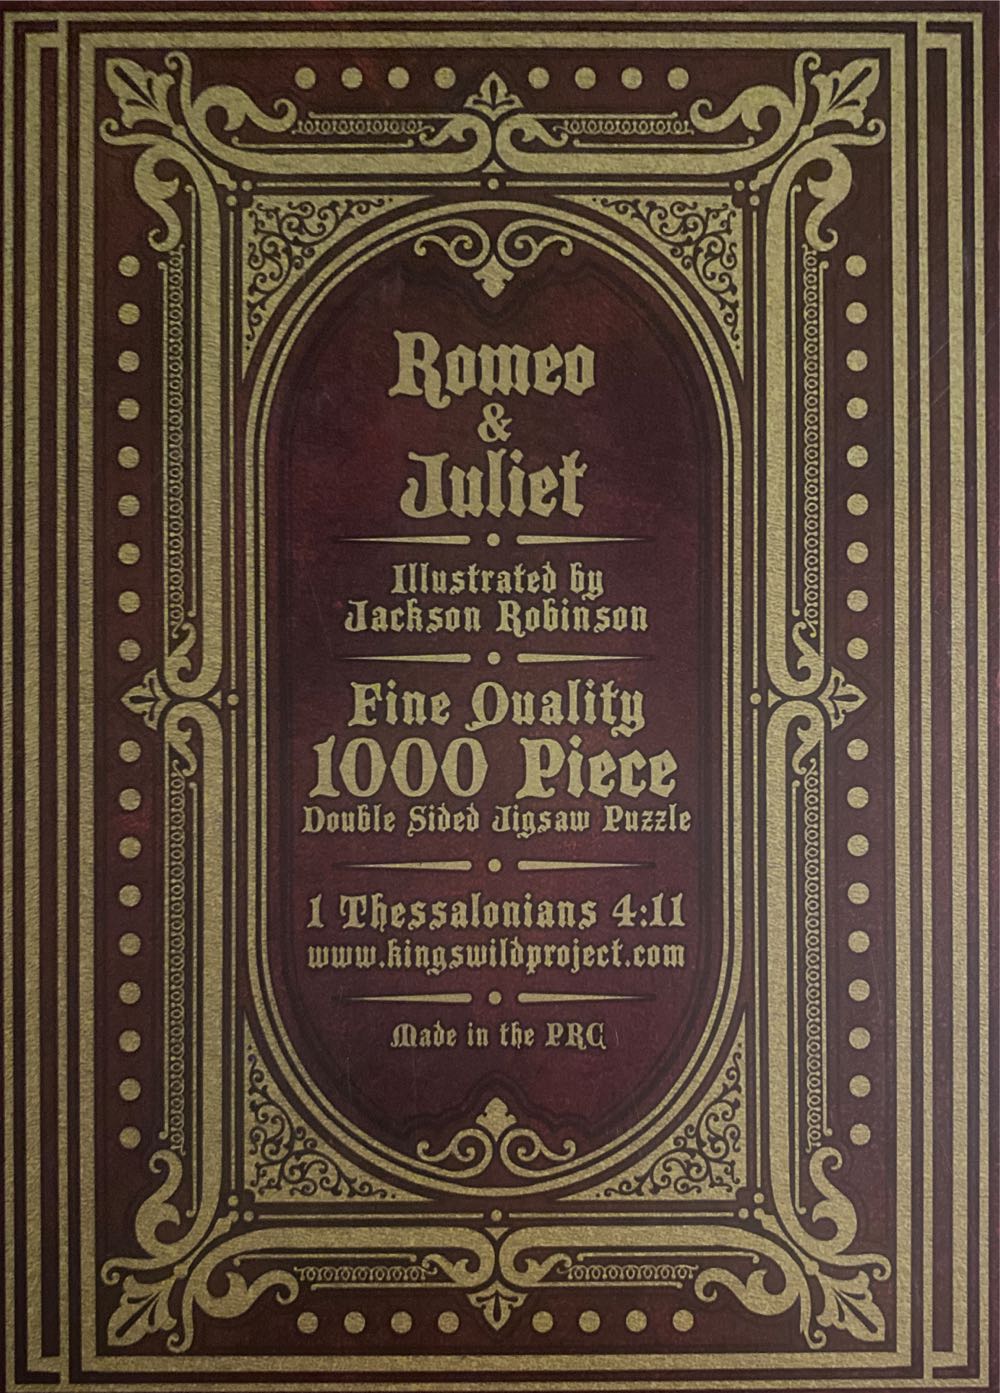 Romeo
&
Juliet
Illustrated by
Jackson Robinson
Fine Quality
1000 Piece
Double Sided Jigsaw Puzzle
1 Thessalonians 4:11
www.kingswildproject.com
Made in the PRC